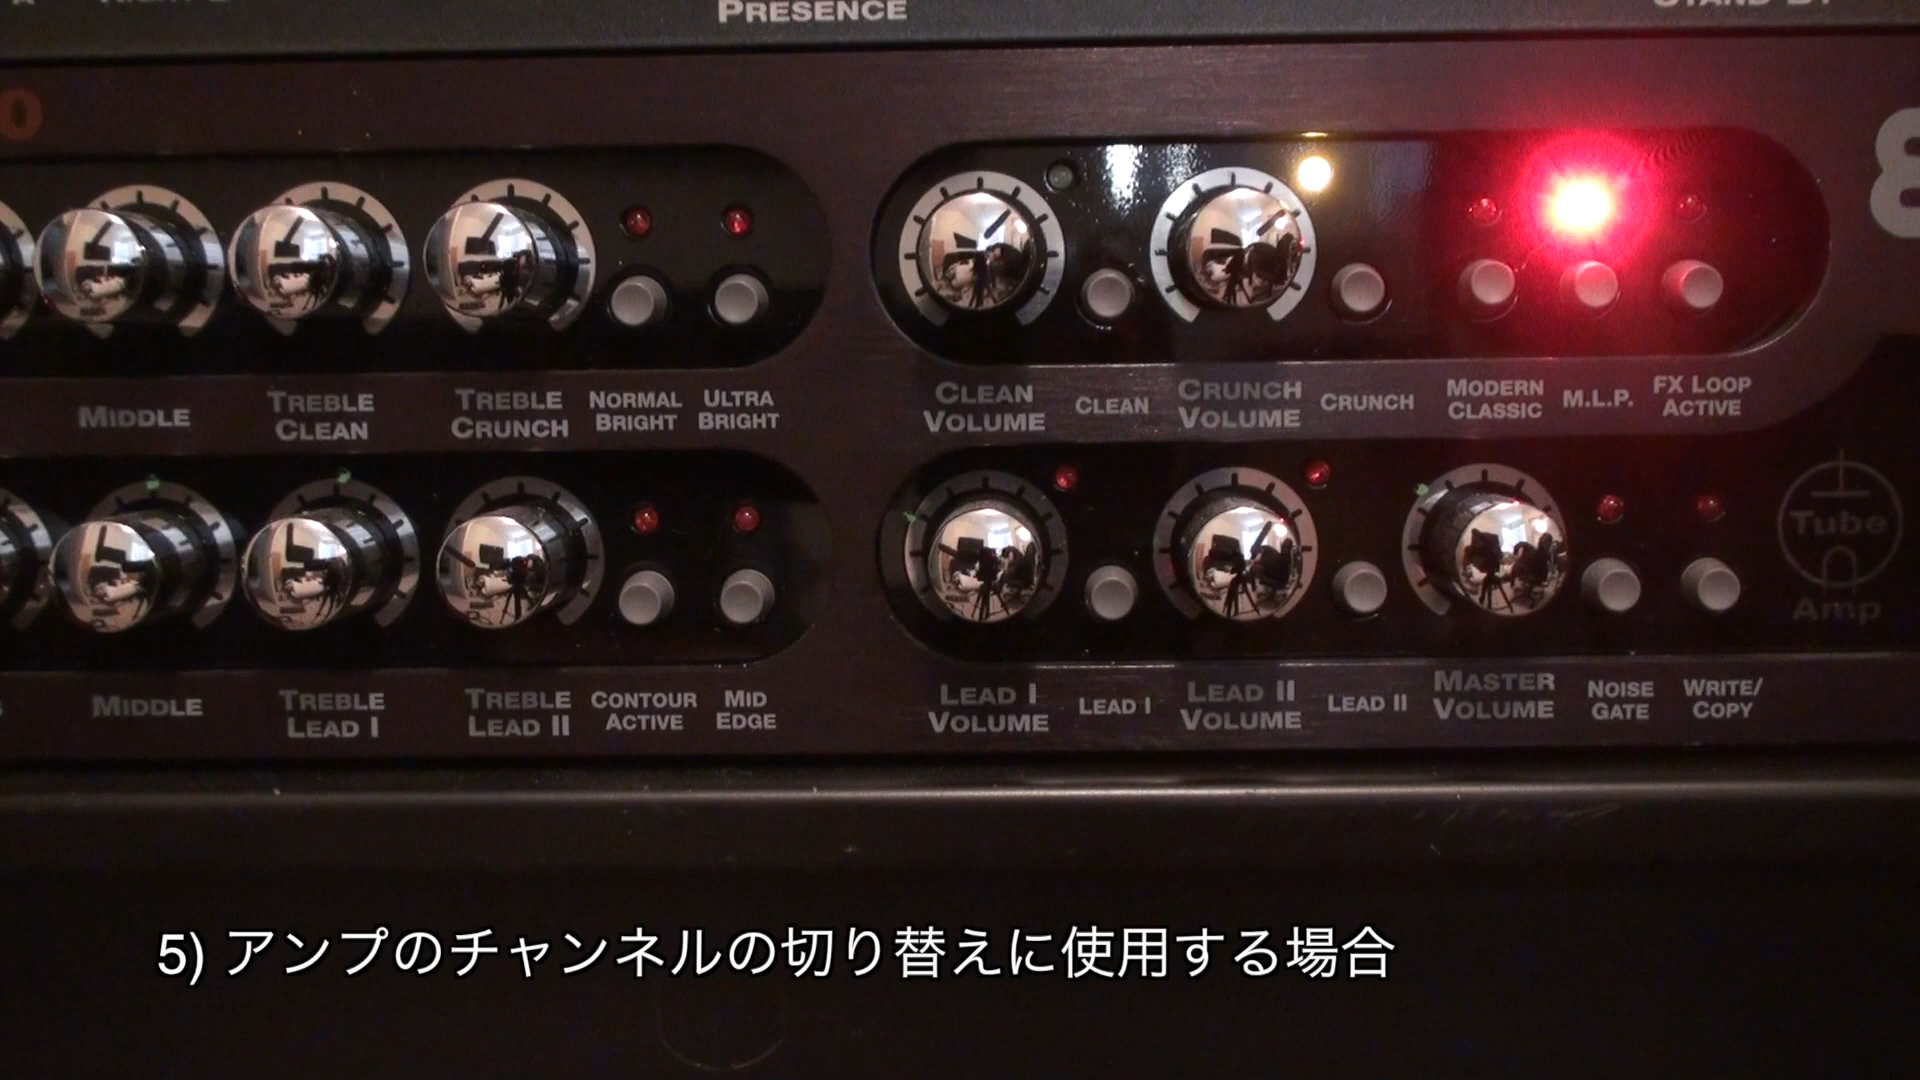 PRESENCE
MIDDLE
TREBLE CLEAN
TREBLE CRUNCH
NORMAL BRIGHT
ULTRA BRIGHT
CLEAN VOLUME
CLEAN
CRUNCH VOLUME
CRUNCH
MODERN CLASSIC
M.L.P.
FX LOOP ACTIVE
Tube Amp
MIDDLE
TREBLE LEAD I
TREBLE LEAD II
CONTOUR ACTIVE
MID EDGE
LEAD I VOLUME
LEAD I
LEAD II VOLUME
LEAD II
MASTER VOLUME
NOISE GATE
WRITE/ COPY
5) アンプのチャンネルの切り替えに使用する場合